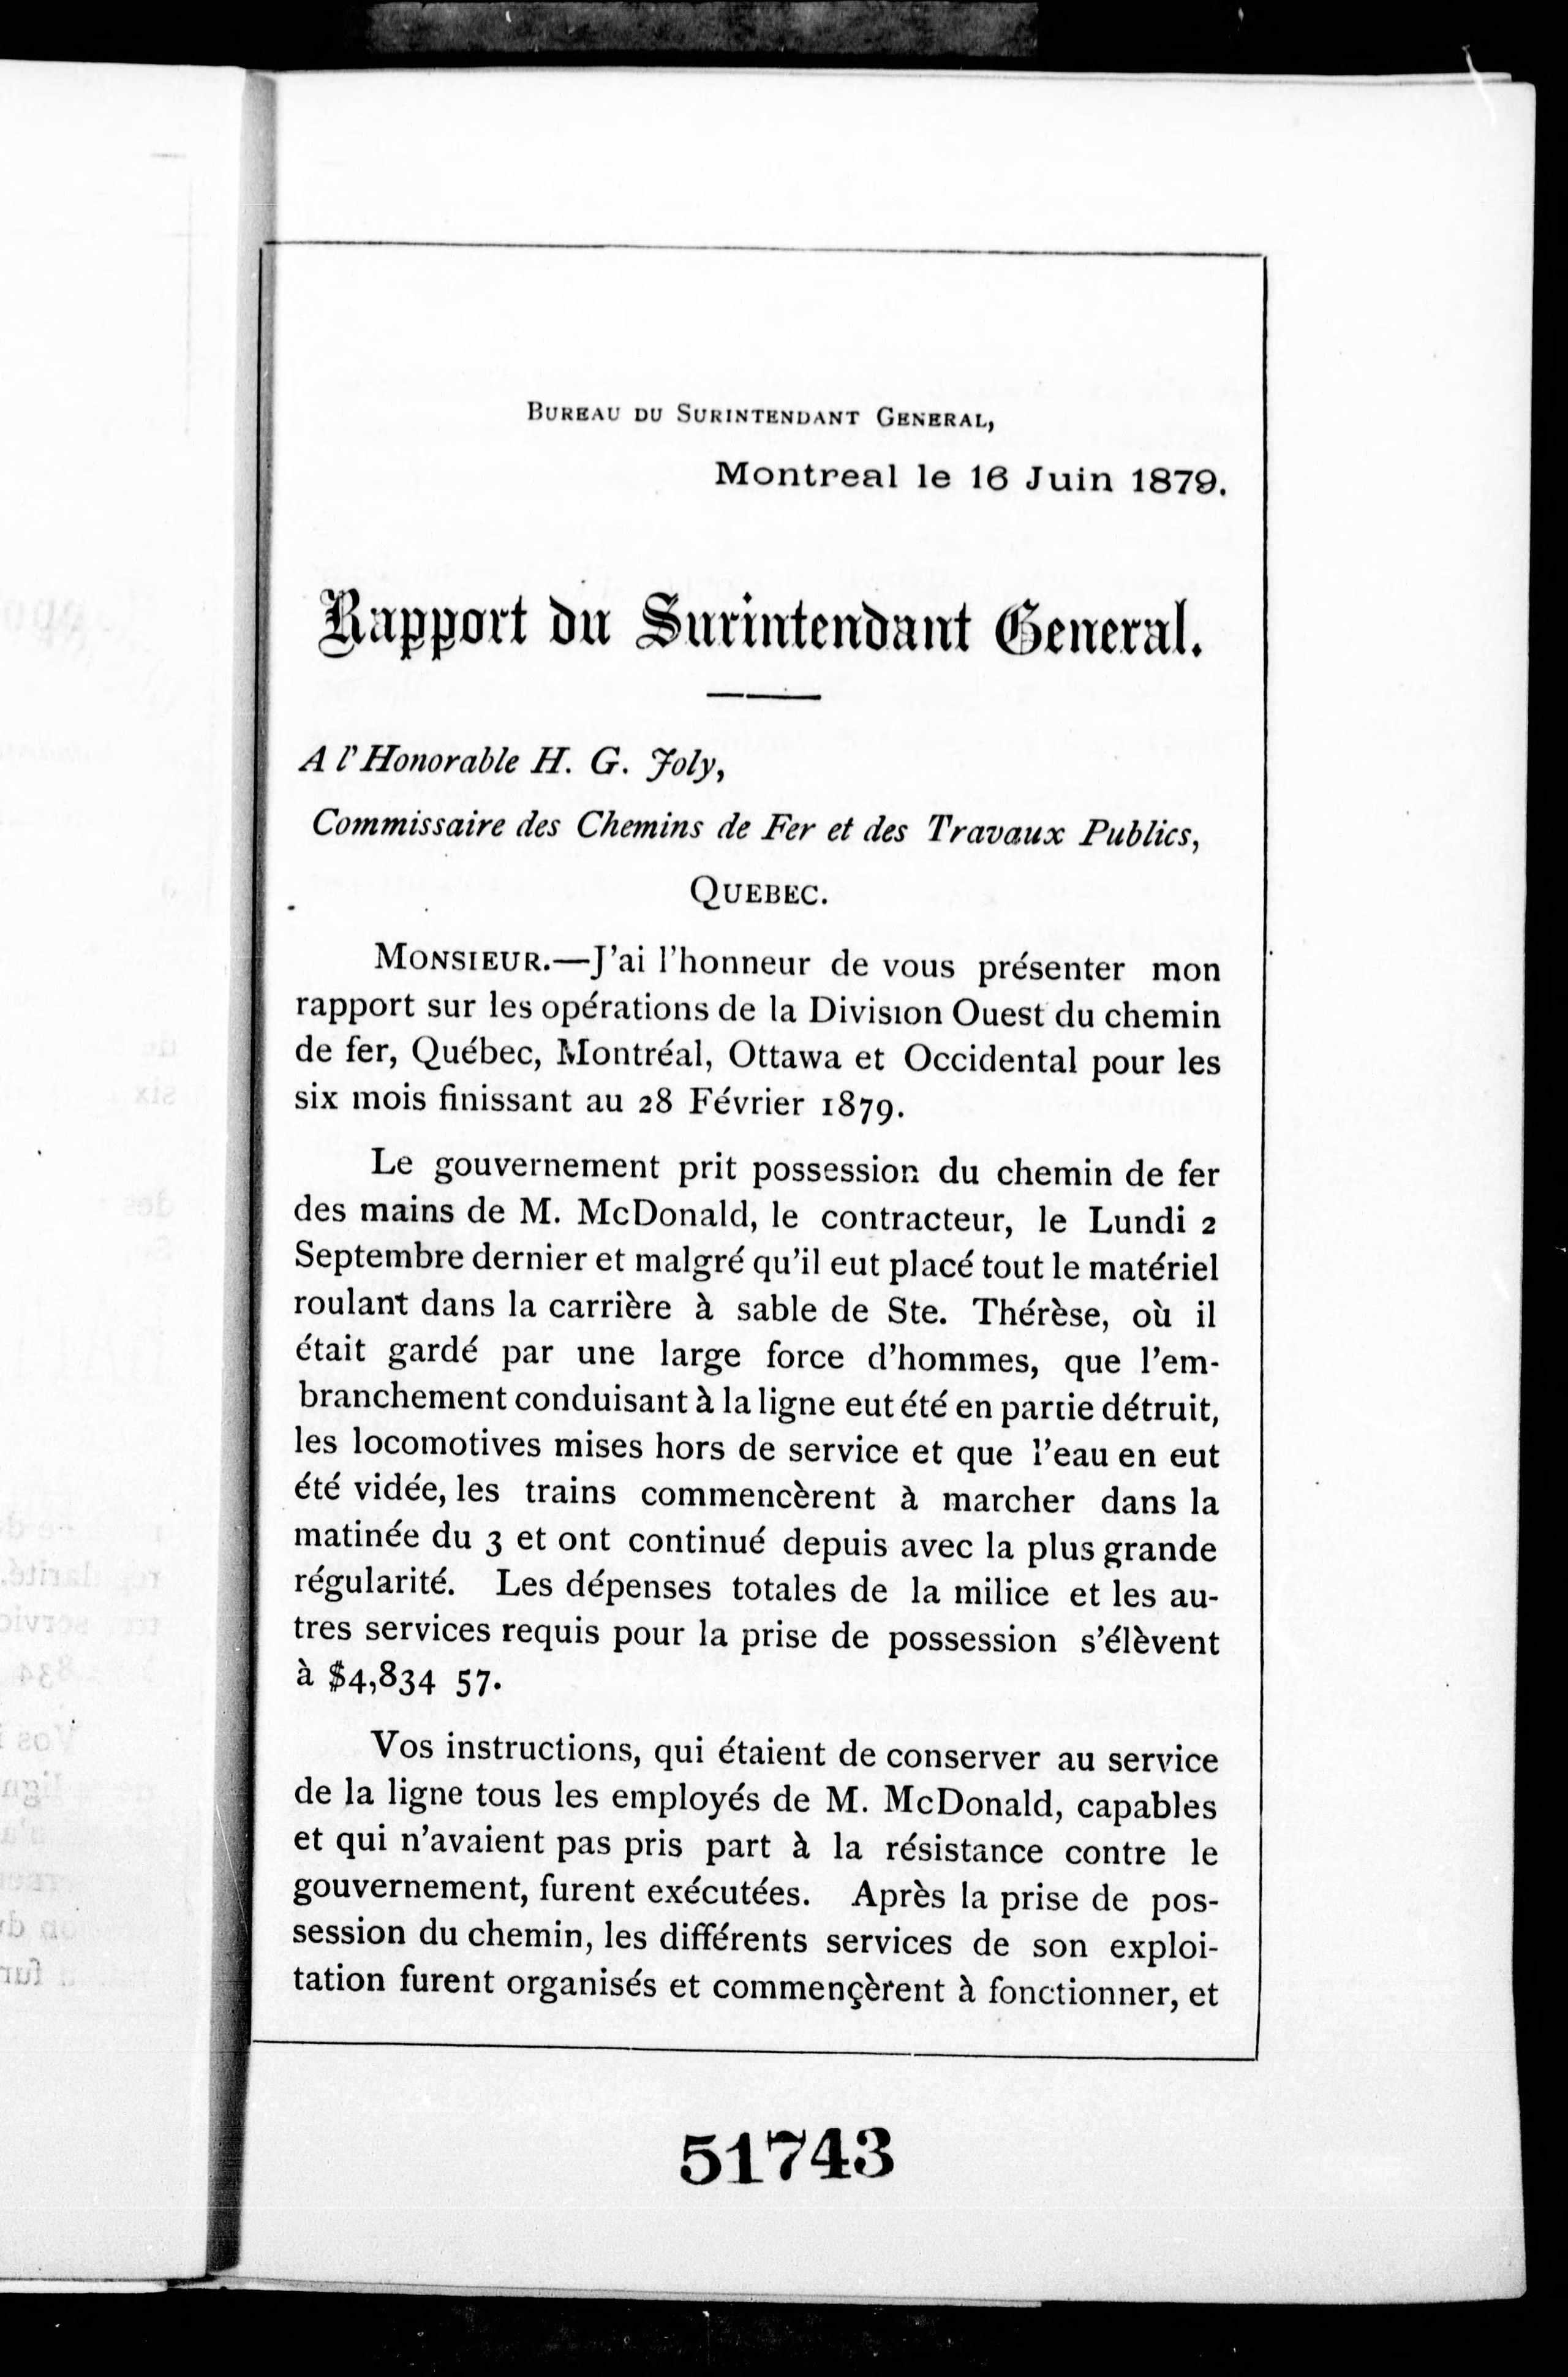 BUREAU DU SURINTENDANT GENERAL,
Montreal le 16 Juin 1879.
Rapport du Surintendant General.
A l'Honorable H. G. Joly,
Commissaire des Chemins de Fer et des Travaux Publics,
QUEBEC.
MONSIEUR.—J'ai l'honneur de vous présenter mon
rapport sur les opérations de la Division Ouest du chemin
de fer, Québec, Montréal, Ottawa et Occidental pour les
six mois finissant au 28 Février 1879.
Le gouvernement prit possession du chemin de fer
des mains de M. McDonald, le contracteur, le Lundi 2
Septembre dernier et malgré qu'il eut placé tout le matériel
roulant dans la carrière à sable de Ste. Thérèse, où il
était gardé par une large force d'hommes, que l'em-
branchement conduisant à la ligne eut été en partie détruit,
les locomotives mises hors de service et que l'eau en eut
été vidée, les trains commencèrent à marcher dans la
matinée du 3 et ont continué depuis avec la plus grande
régularité. Les dépenses totales de la milice et les au-
tres services requis pour la prise de possession s'élèvent
à $4,834 57.
Vos instructions, qui étaient de conserver au service
de la ligne tous les employés de M. McDonald, capables
et qui n'avaient pas pris part à la résistance contre le
gouvernement, furent exécutées. Après la prise de pos-
session du chemin, les différents services de son exploi-
tation furent organisés et commençèrent à fonctionner, et
51743